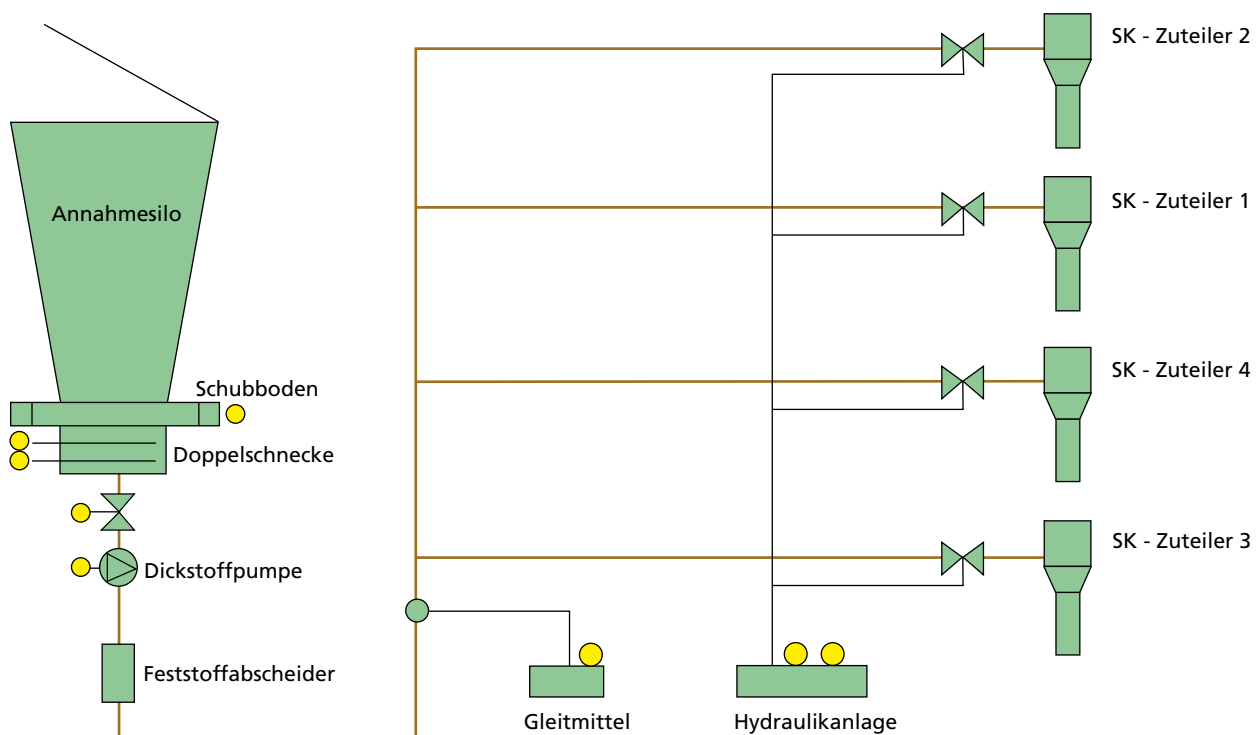 SK - Zuteiler 2
SK - Zuteiler 1
Annahmesilo
SK - Zuteiler 4
Schubboden
Doppelschnecke
SK - Zuteiler 3
Dickstoffpumpe
Feststoffabscheider
Gleitmittel
Hydraulikanlage